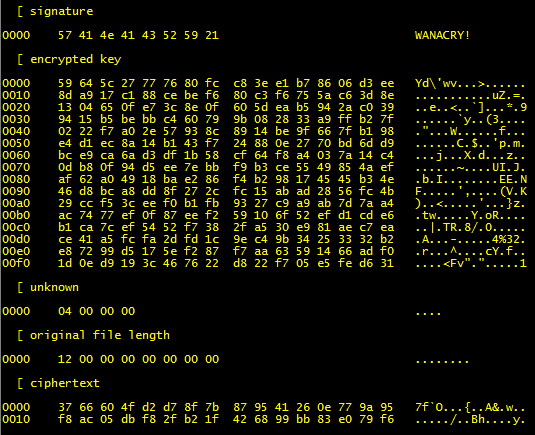 [ signature
0000 57 41 4e 41 43 52 59 21 WANACRY!
[ encrypted key
0000 59 64 5c 27 77 76 80 fc c8 3e e1 b7 86 06 d3 ee Yd\'wv...>......
0010 8d a9 17 c1 88 ce be f6 80 c3 f6 75 5a c6 3d 8e ...........uZ.=.
0020 13 04 65 0f e7 3c 8e 0f 60 5d ea b5 94 2a c0 39 ..e..<..`]...*.9
0030 94 15 b5 be bb c4 60 79 9b 08 28 33 a9 ff b2 7f ......`y..(3....
0040 02 22 f7 a0 2e 57 93 8c 89 14 be 9f 66 7f b1 98 ."...W......f...
0050 e4 d1 ec 8a 14 b1 43 f7 24 88 0e 27 70 bd 6d d9 ......C.$..'p.m.
0060 bc e9 ca 6a d3 df 1b 58 cf 64 f8 a4 03 7a 14 c4 ...j...X.d...z..
0070 0d b8 0f 94 d5 ee 7e bb f9 b3 ce 55 49 85 4a ef ......~....UI.J.
0080 af 62 a0 49 18 ba e2 86 f4 b2 98 17 45 45 b3 4e .b.I........EE.N
0090 46 d8 bc a8 dd 8f 27 2c fc 15 ab ad 28 56 fc 4b F.....',....(V.K
00a0 29 cc f5 3c ee f0 b1 fb 93 27 c9 a9 ab 7d 7a a4 )..<.....'...}z.
00b0 ac 74 77 ef 0f 87 ee f2 59 10 6f 52 ef d1 cd e6 .tw.....Y.oR....
00c0 b1 ca 7c ef 54 52 f7 38 2f a5 30 e9 81 ae c7 ea ..|.TR.8/.0.....
00d0 ce 41 a5 fc fa 2d fd 1c 9e c4 9b 34 25 33 32 b2 .A...-.....4%32.
00e0 e8 72 99 d5 17 5e f2 87 f7 aa 63 59 14 66 ad f0 .r...^....cY.f..
00f0 1d 0e d9 19 3c 46 76 22 d8 22 f7 05 e5 fe d6 31 ....<Fv".".....1
[ unknown
0000 04 00 00 00 ....
[ original file length
0000 12 00 00 00 00 00 00 00 ........
[ ciphertext
0000 37 66 60 4f d2 d7 8f 7b 87 95 41 26 0e 77 9a 95 7f`O...{..A&.w..
0010 f8 ac 05 db f8 2f b2 1f 42 68 99 bb 83 e0 79 f6 ...../..Bh....y.